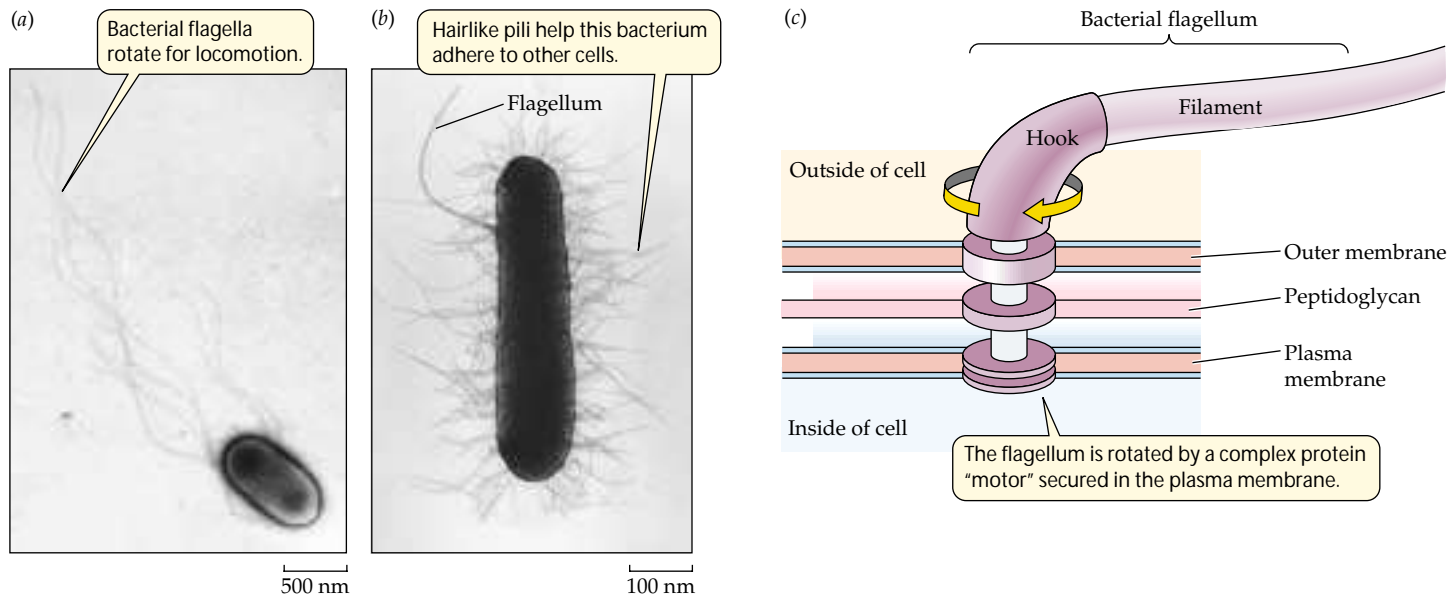 (a)
Bacterial flagella
rotate for locomotion.
500 nm
(b)
Hairlike pili help this bacterium
adhere to other cells.
Flagellum
100 nm
(c)
Bacterial flagellum
Filament
Hook
Outside of cell
Outer membrane
Peptidoglycan
Plasma
membrane
Inside of cell
The flagellum is rotated by a complex protein
“motor” secured in the plasma membrane.